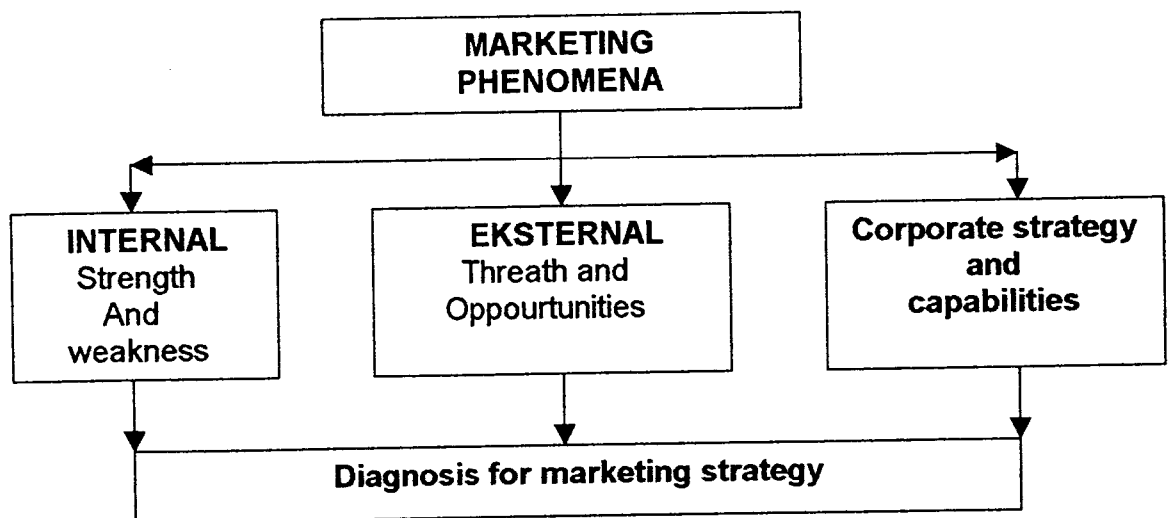 MARKETING
PHENOMENA
INTERNAL
Strength
And
weakness
EKSTERNAL
Threath and
Oppourtunities
Corporate strategy
and
capabilities
Diagnosis for marketing strategy